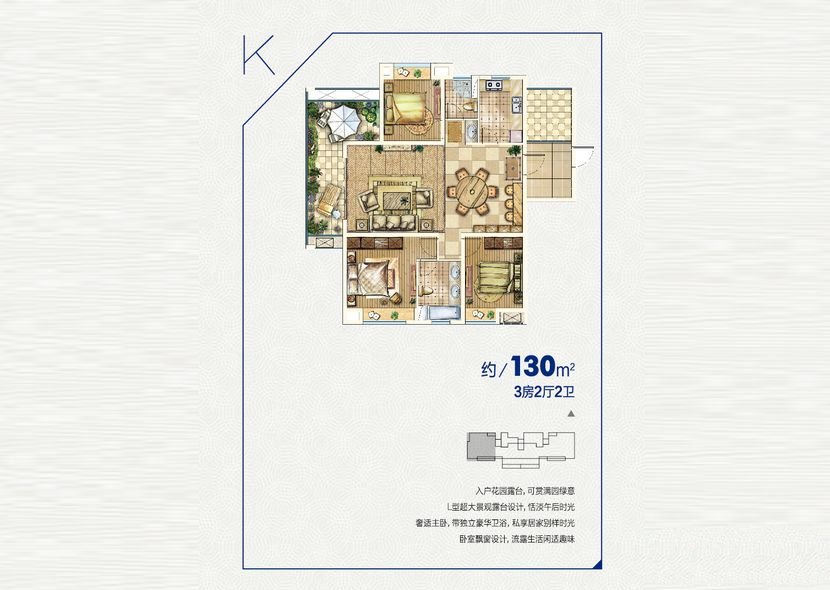 K
约/130m²
3房2厅2卫
入户花园露台, 可赏满园绿意
L型超大景观露台设计, 恬淡午后时光
奢适主卧, 带独立豪华卫浴, 私享居家别样时光
卧室飘窗设计, 流露生活闲适趣味